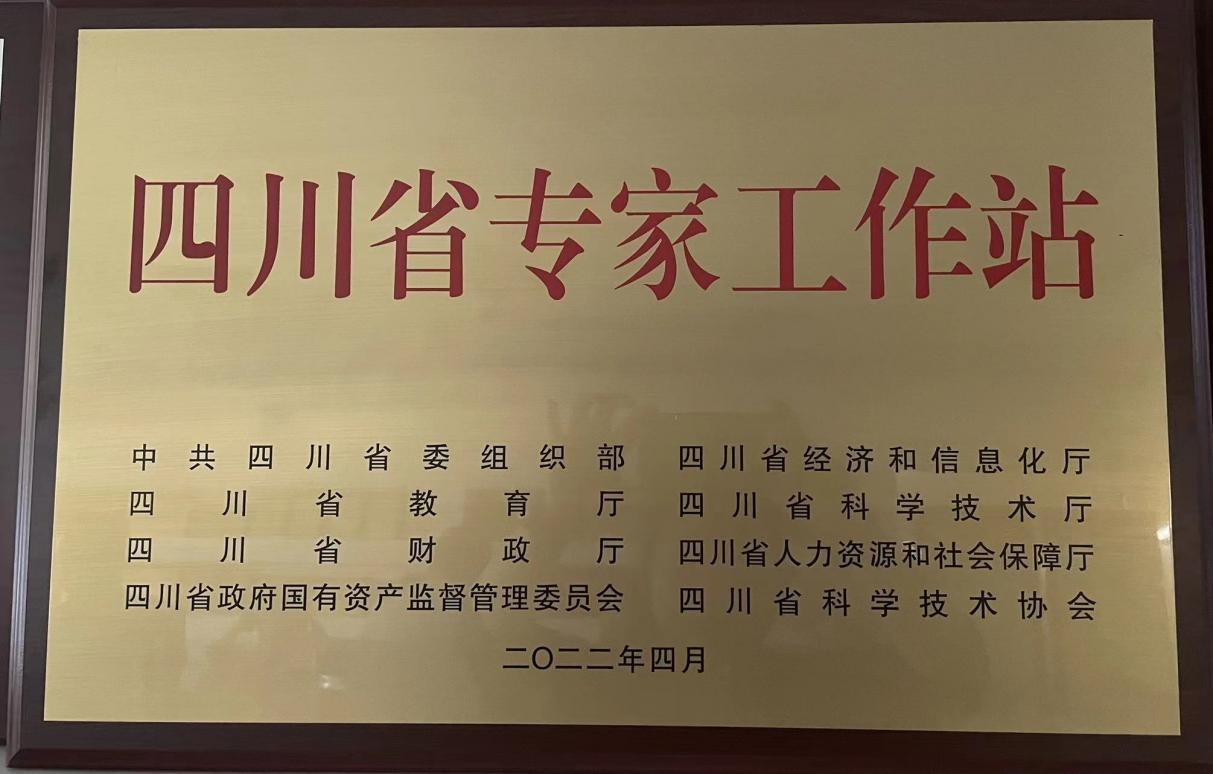 四川省专家工作站
中共四川省委组织部 四川省经济和信息化厅
四川省教育厅 四川省科学技术厅
四川省财政厅 四川省人力资源和社会保障厅
四川省政府国有资产监督管理委员会 四川省科学技术协会
二〇二二年四月